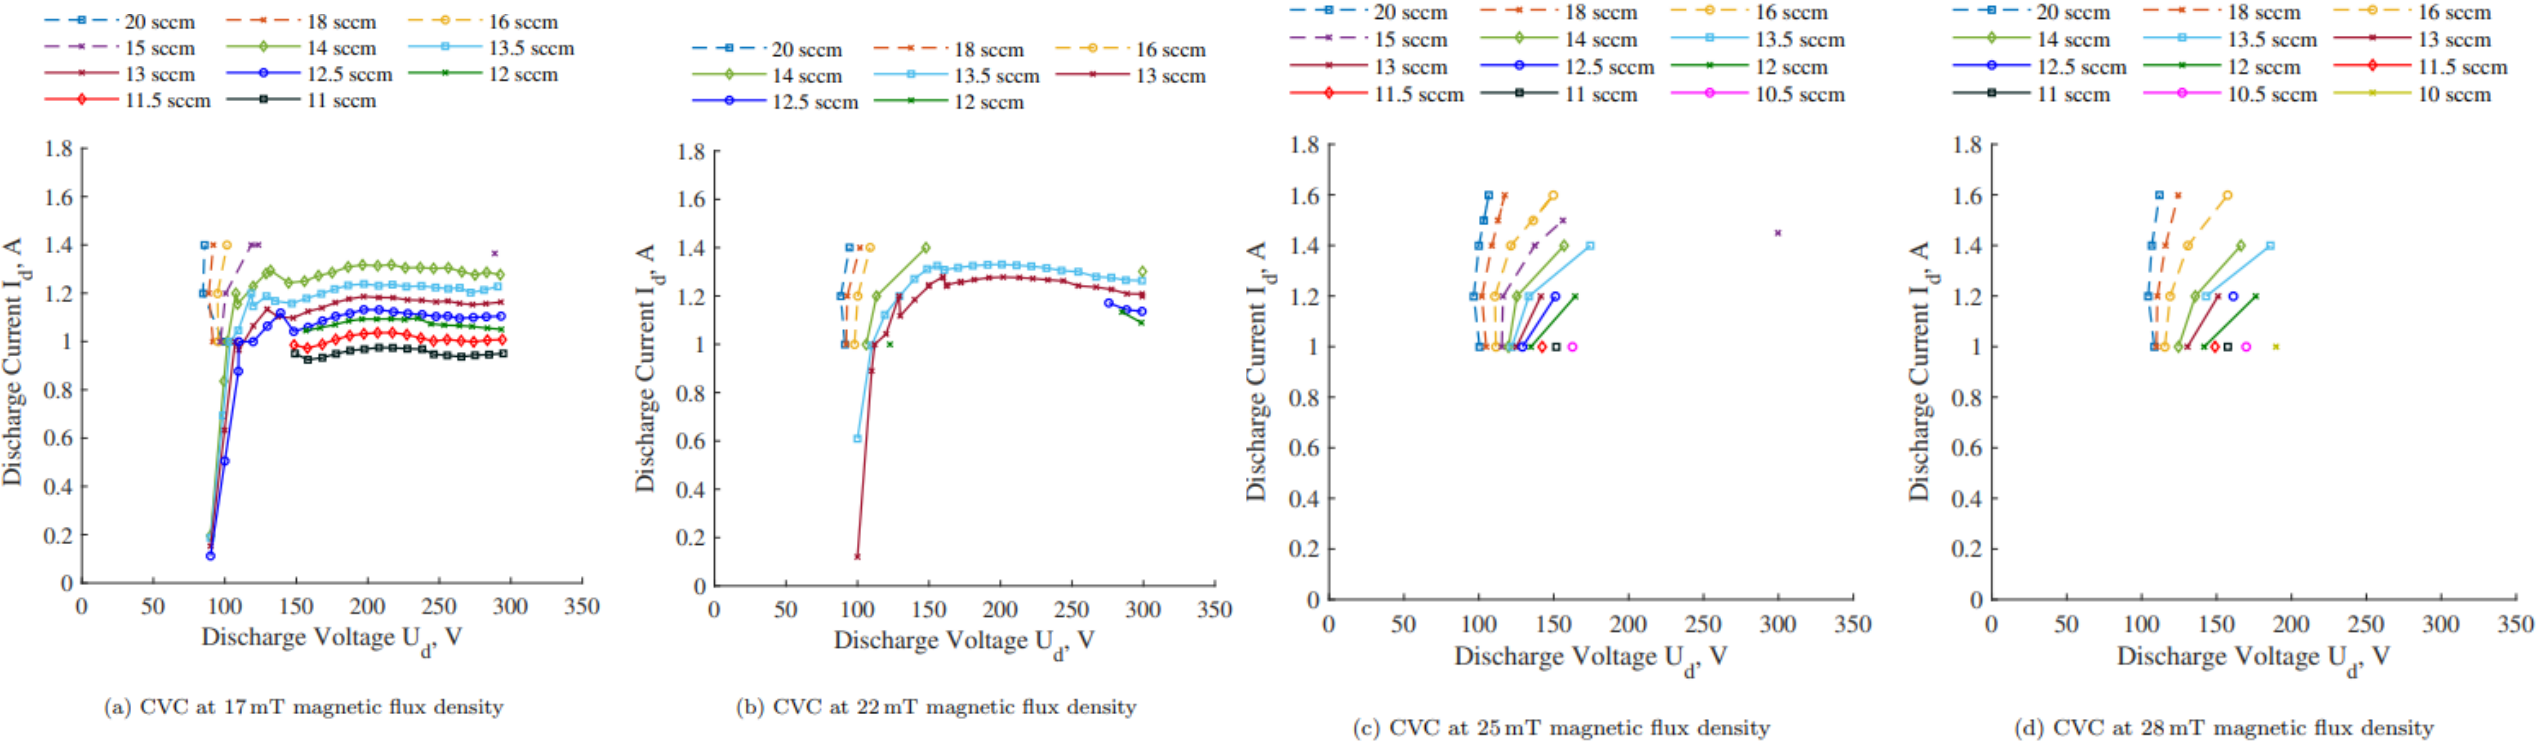 20 sccm 18 sccm 16 sccm
15 sccm 14 sccm 13.5 sccm
13 sccm 12.5 sccm 12 sccm
11.5 sccm 11 sccm
1.8
1.6
1.4
1.2
1
0.8
0.6
0.4
0.2
0
0 50 100 150 200 250 300 350
Discharge Current I_d, A
Discharge Voltage U_d, V
(a) CVC at 17 mT magnetic flux density
20 sccm 18 sccm 16 sccm
14 sccm 13.5 sccm 13 sccm
12.5 sccm 12 sccm
1.8
1.6
1.4
1.2
1
0.8
0.6
0.4
0.2
0
0 50 100 150 200 250 300 350
Discharge Current I_d, A
Discharge Voltage U_d, V
(b) CVC at 22 mT magnetic flux density
20 sccm 18 sccm 16 sccm
15 sccm 14 sccm 13.5 sccm
13 sccm 12.5 sccm 12 sccm
11.5 sccm 11 sccm 10.5 sccm
1.8
1.6
1.4
1.2
1
0.8
0.6
0.4
0.2
0
0 50 100 150 200 250 300 350
Discharge Current I_d, A
Discharge Voltage U_d, V
(c) CVC at 25 mT magnetic flux density
20 sccm 18 sccm 16 sccm
14 sccm 13.5 sccm 13 sccm
12.5 sccm 12 sccm 11.5 sccm
11 sccm 10.5 sccm 10 sccm
1.8
1.6
1.4
1.2
1
0.8
0.6
0.4
0.2
0
0 50 100 150 200 250 300 350
Discharge Current I_d, A
Discharge Voltage U_d, V
(d) CVC at 28 mT magnetic flux density